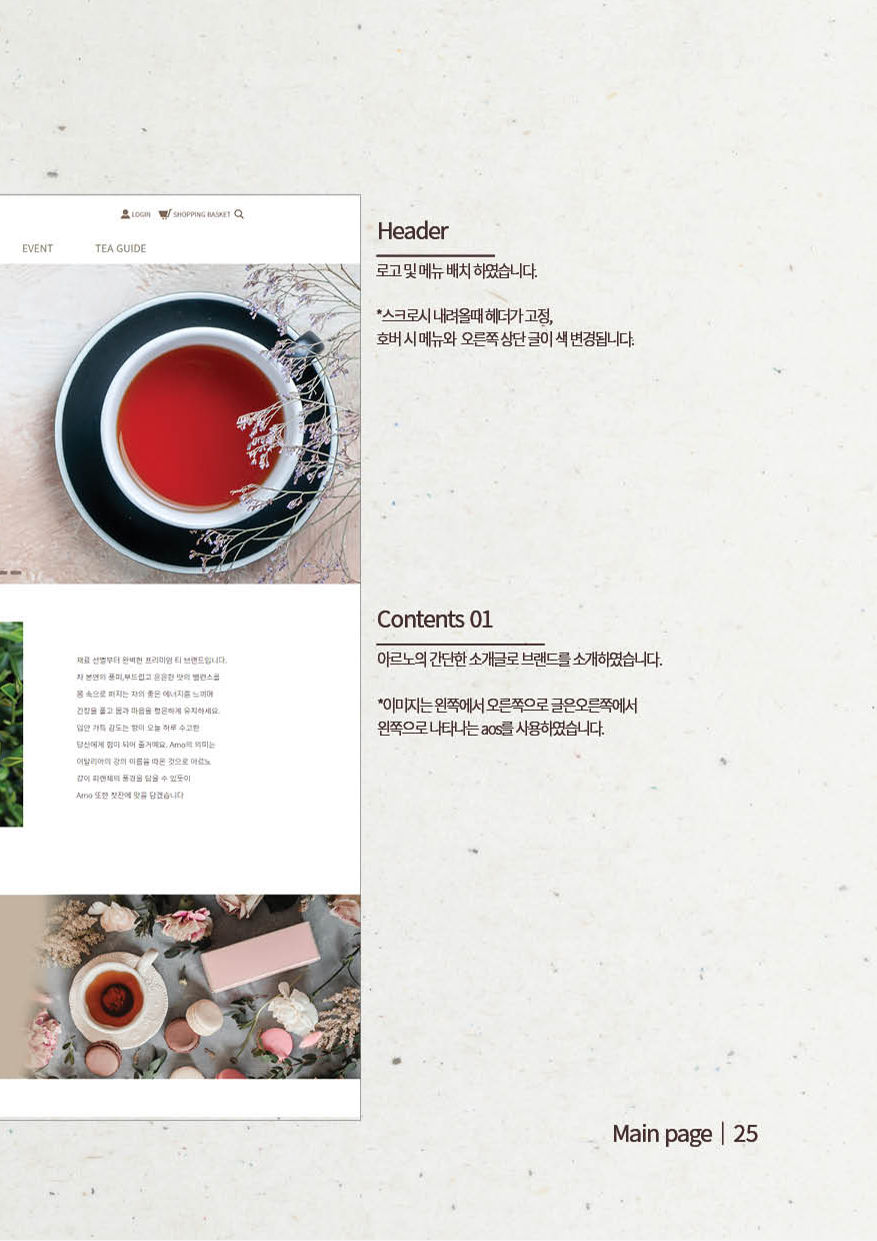 LOGIN SHOPPING BASKET
EVENT TEA GUIDE
재료 선별부터 완벽한 프리미엄 티 브랜드입니다.
차 본연의 풍미,부드럽고 은은한 맛의 밸런스를
몸 속으로 퍼지는 차의 좋은 에너지를 느끼며
긴장을 풀고 몸과 마음을 평온하게 유지하세요.
입안 가득 감도는 향이 오늘 하루 수고한
당신에게 힘이 되어 줄거예요. Arno의 의미는
이탈리아의 강의 이름을 따온 것으로 아르노
강이 피렌체의 풍경을 담을 수 있듯이
Arno 또한 찻잔에 맛을 담겠습니다
Header
로고 및 메뉴 배치 하였습니다.
*스크로시 내려올때 헤더가 고정,
호버 시 메뉴와 오른쪽 상단 글이 색 변경됩니다.
Contents 01
아르노의 간단한 소개글로 브랜드를 소개하였습니다.
*이미지는 왼쪽에서 오른쪽으로 글은오른쪽에서
왼쪽으로 나타나는 aos를 사용하였습니다.
Main page | 25